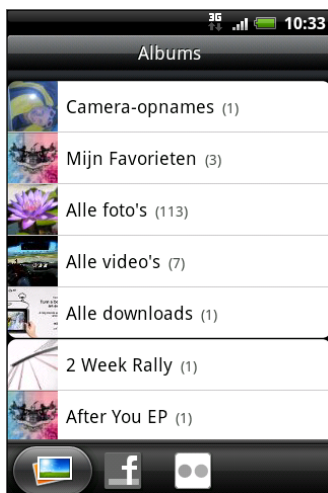 3G 10:33
Albums
Camera-opnames (1)
Mijn Favorieten (3)
Alle foto's (113)
Alle video's (7)
Alle downloads (1)
2 Week Rally (1)
After You EP (1)
f